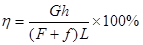 η = Gh / (F + f)L × 100%